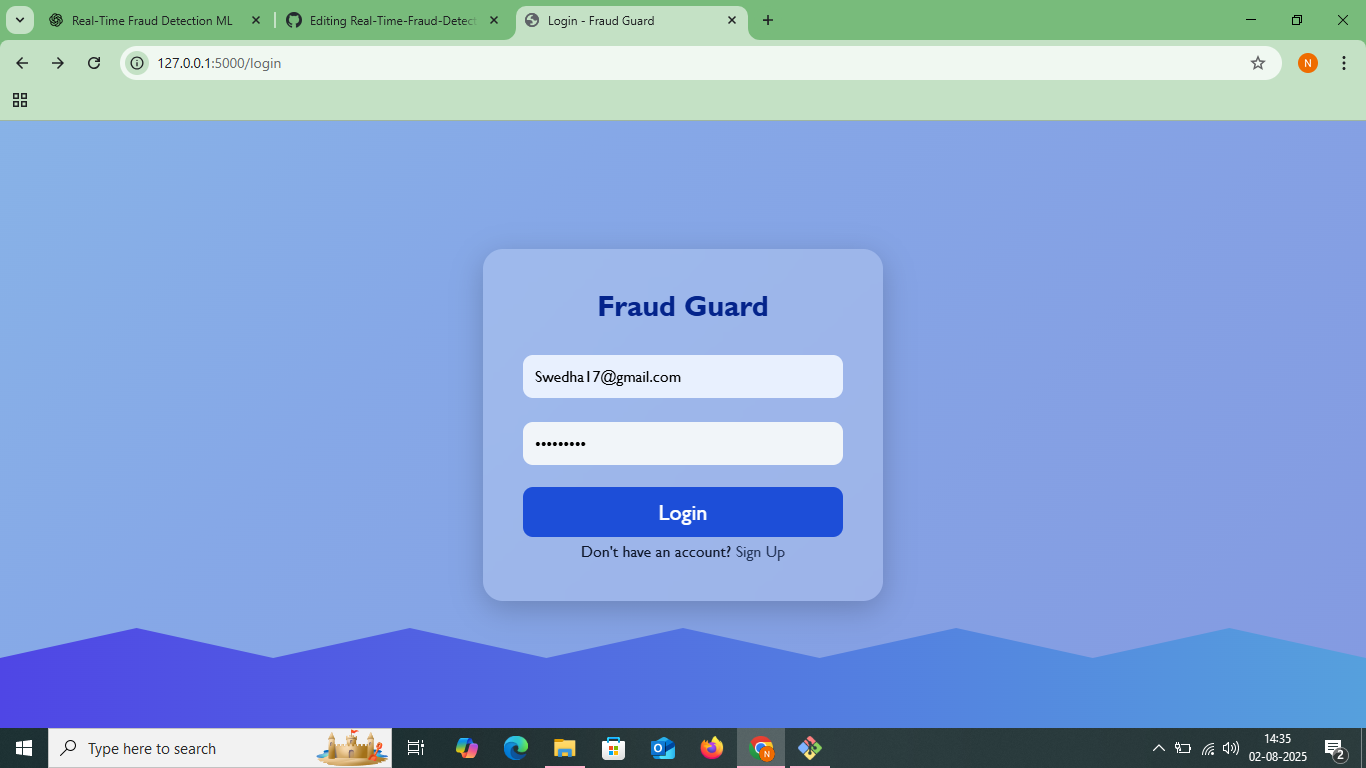 Real-Time Fraud Detection ML
Editing Real-Time-Fraud-Detect
Login - Fraud Guard
127.0.0.1:5000/login
N
Fraud Guard
Swedha17@gmail.com
•••••••••
Login
Don't have an account? Sign Up
Type here to search
N
14:35
02-08-2025
2